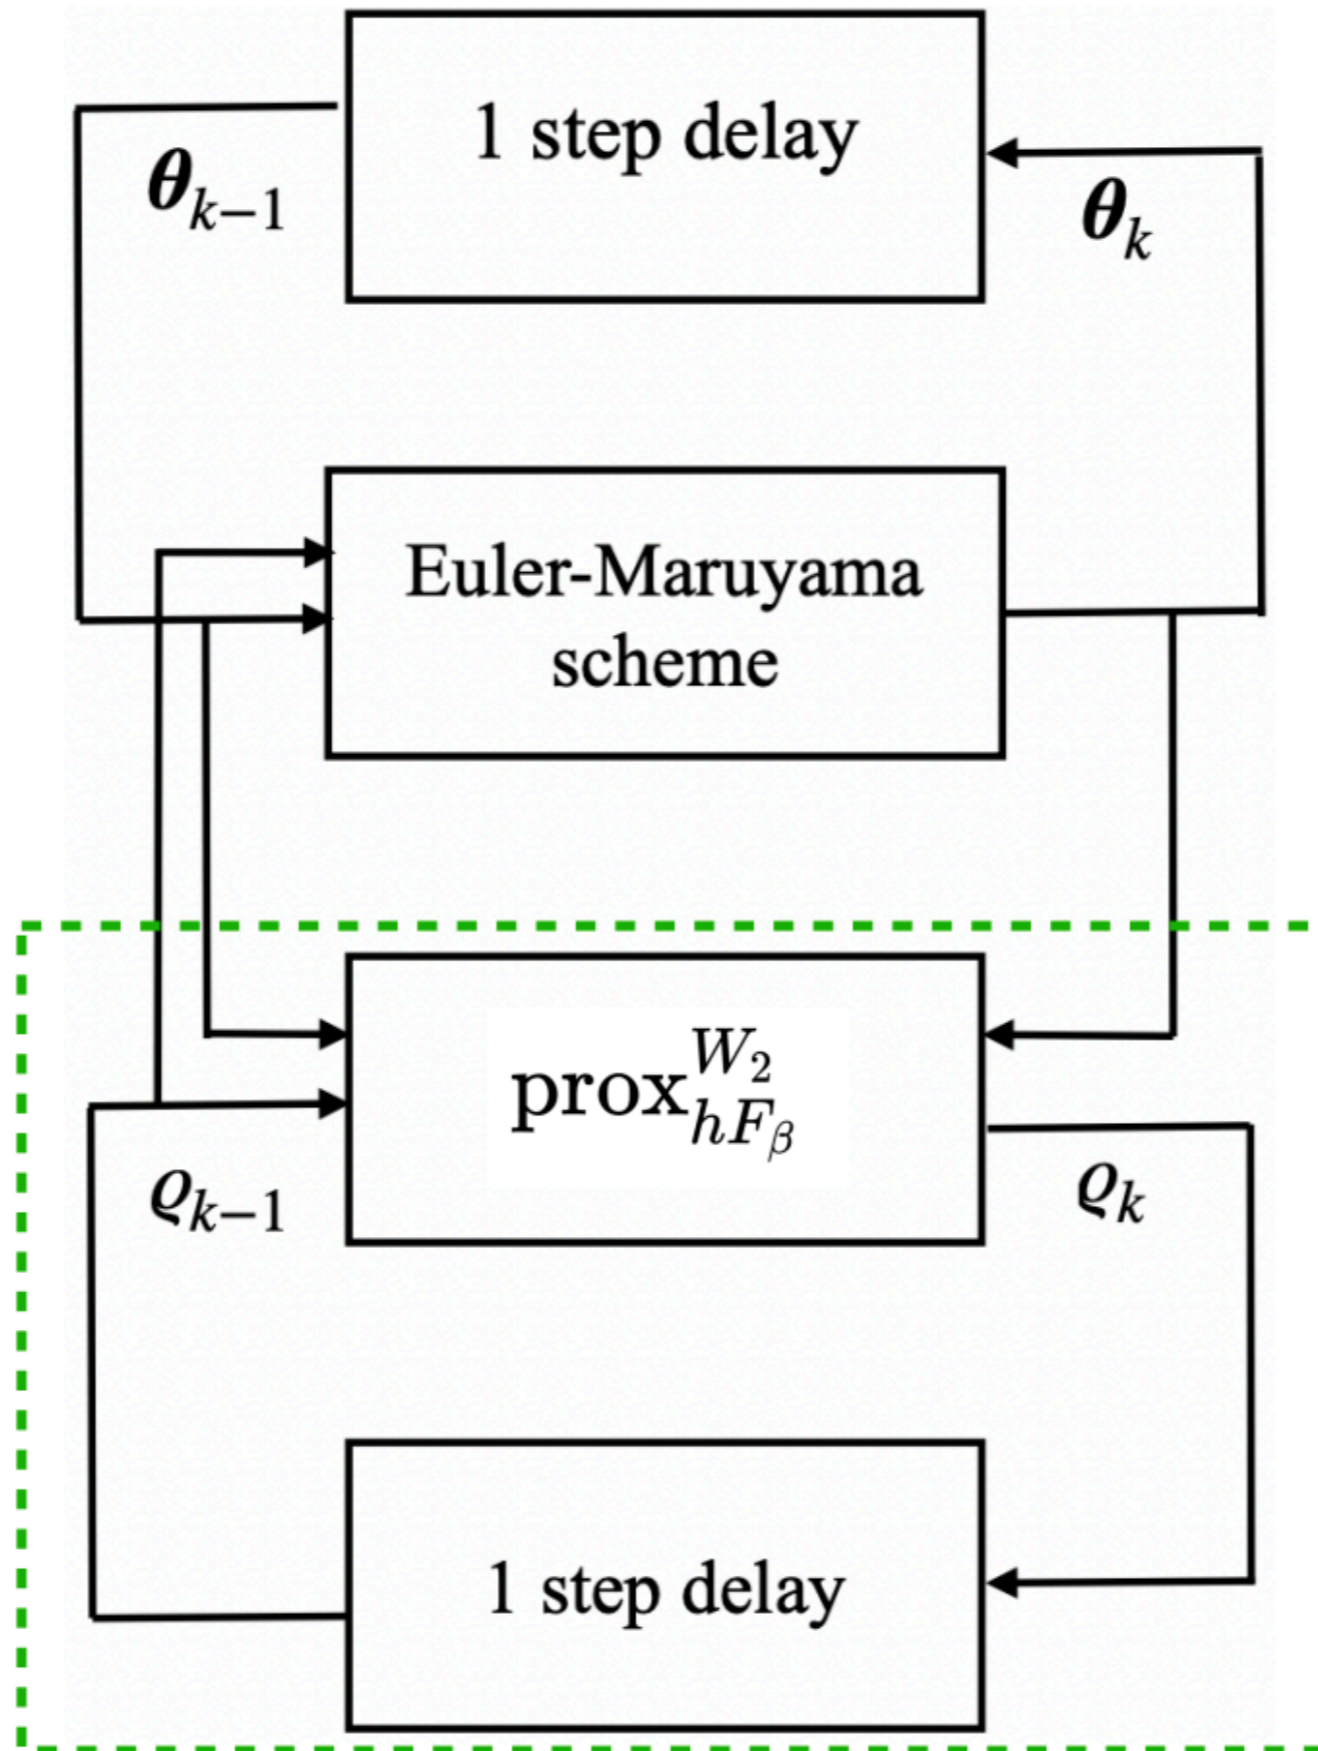 1 step delay
𝜽_{k−1}
𝜽_k
Euler-Maruyama
scheme
prox^{W_2}_{hF_β}
ϱ_{k−1}
ϱ_k
1 step delay